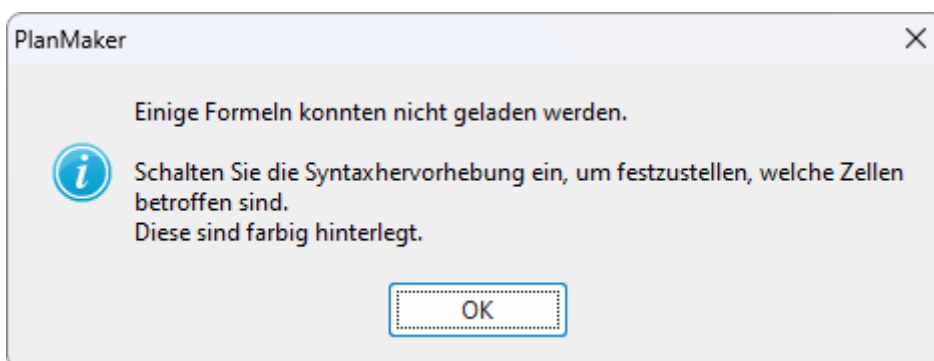 PlanMaker
Einige Formeln konnten nicht geladen werden.
Schalten Sie die Syntaxhervorhebung ein, um festzustellen, welche Zellen
betroffen sind.
Diese sind farbig hinterlegt.
OK